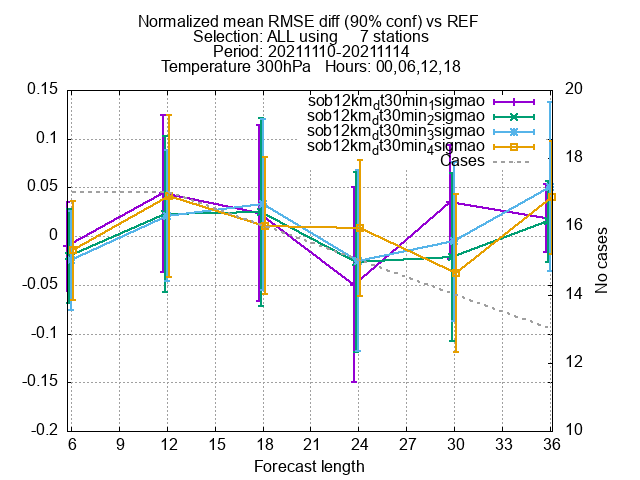 Normalized mean RMSE diff (90% conf) vs REF
Selection: ALL using 7 stations
Period: 20211110-20211114
Temperature 300hPa Hours: 00,06,12,18
0.15 20
sob12km_dt30min_1sigmao
sob12km_dt30min_2sigmao
0.1
sob12km_dt30min_3sigmao
sob12km_dt30min_4sigmao
Cases 18
0.05
0 16
-0.05 14
-0.1
12
-0.15
-0.2 10
No cases
6 9 12 15 18 21 24 27 30 33 36
Forecast length